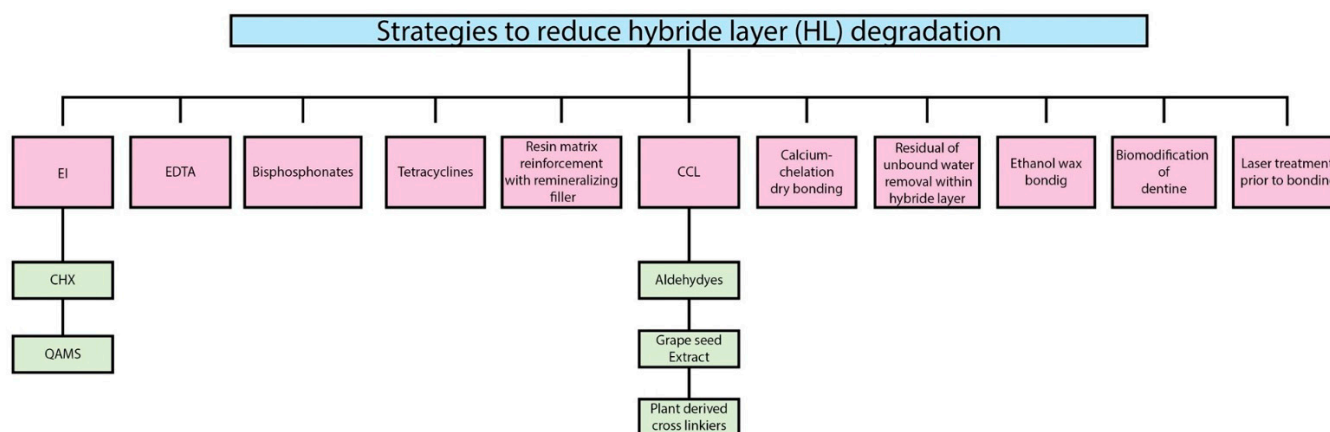 Strategies to reduce hybride layer (HL) degradation
EI
EDTA
Bisphosphonates
Tetracyclines
Resin matrix
reinforcement
with remineralizing
filler
CCL
Calcium-
chelation
dry bonding
Residual of
unbound water
removal within
hybride layer
Ethanol wax
bondig
Biomodification
of
dentine
Laser treatment
prior to bonding
CHX
QAMS
Aldehydyes
Grape seed
Extract
Plant derived
cross linkiers